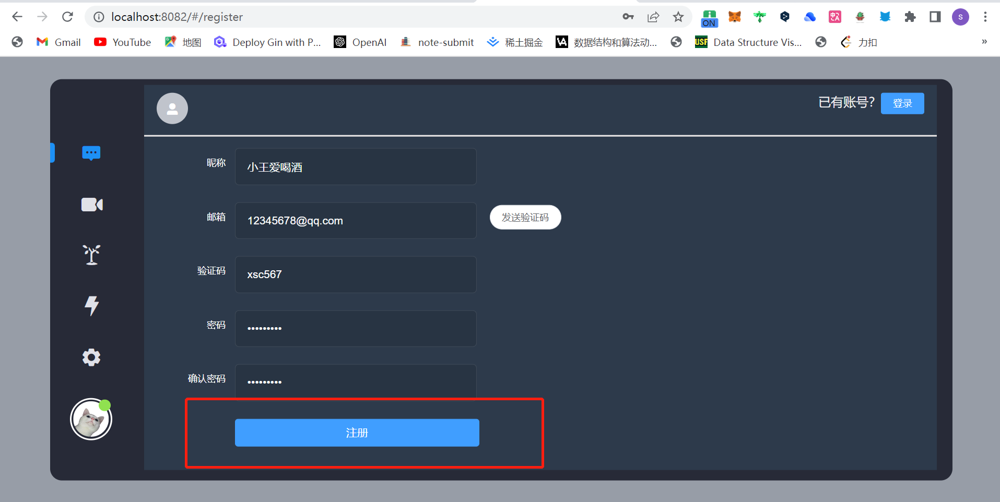 localhost:8082/#/register
ON
S
Gmail YouTube 地图 Deploy Gin with P... OpenAI note-submit 稀土掘金 数据结构和算法动... USF Data Structure Vis... 力扣 »
已有账号? 登录
昵称 小王爱喝酒
邮箱 12345678@qq.com 发送验证码
验证码 xsc567
密码 •••••••••
确认密码 •••••••••
注册